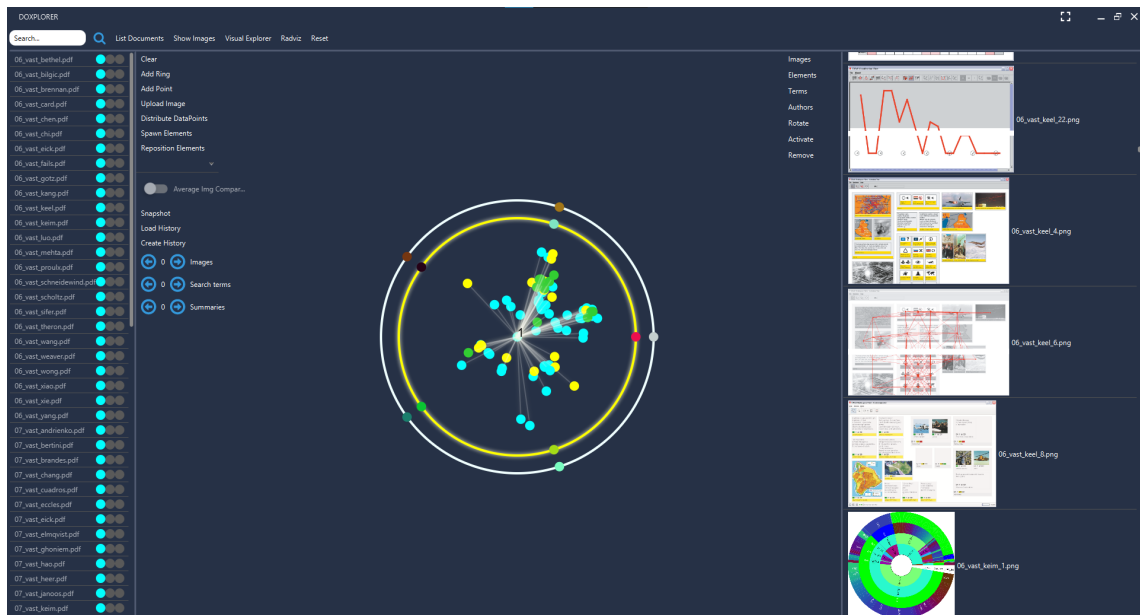 DOXPLORER
Search...
List Documents
Show Images
Visual Explorer
Radviz
Reset
06_vast_bethel.pdf
06_vast_bilgic.pdf
06_vast_brennan.pdf
06_vast_card.pdf
06_vast_chen.pdf
06_vast_chi.pdf
06_vast_eick.pdf
06_vast_fails.pdf
06_vast_gotz.pdf
06_vast_kang.pdf
06_vast_keel.pdf
06_vast_keim.pdf
06_vast_luo.pdf
06_vast_mehta.pdf
06_vast_proulx.pdf
06_vast_schneidewind.pdf
06_vast_scholtz.pdf
06_vast_sifer.pdf
06_vast_theron.pdf
06_vast_wang.pdf
06_vast_weaver.pdf
06_vast_wong.pdf
06_vast_xiao.pdf
06_vast_xie.pdf
06_vast_yang.pdf
07_vast_andrienko.pdf
07_vast_bertini.pdf
07_vast_brandes.pdf
07_vast_chang.pdf
07_vast_cuadros.pdf
07_vast_eccles.pdf
07_vast_eick.pdf
07_vast_elmqvist.pdf
07_vast_ghoniem.pdf
07_vast_hao.pdf
07_vast_heer.pdf
07_vast_janoos.pdf
07_vast_keim.pdf
Clear
Add Ring
Add Point
Upload Image
Distribute DataPoints
Spawn Elements
Reposition Elements
Average Img Compar...
Snapshot
Load History
Create History
0 Images
0 Search terms
0 Summaries
1
Images
Elements
Terms
Authors
Rotate
Activate
Remove
06_vast_keel_22.png
06_vast_keel_4.png
06_vast_keel_6.png
06_vast_keel_8.png
06_vast_keim_1.png